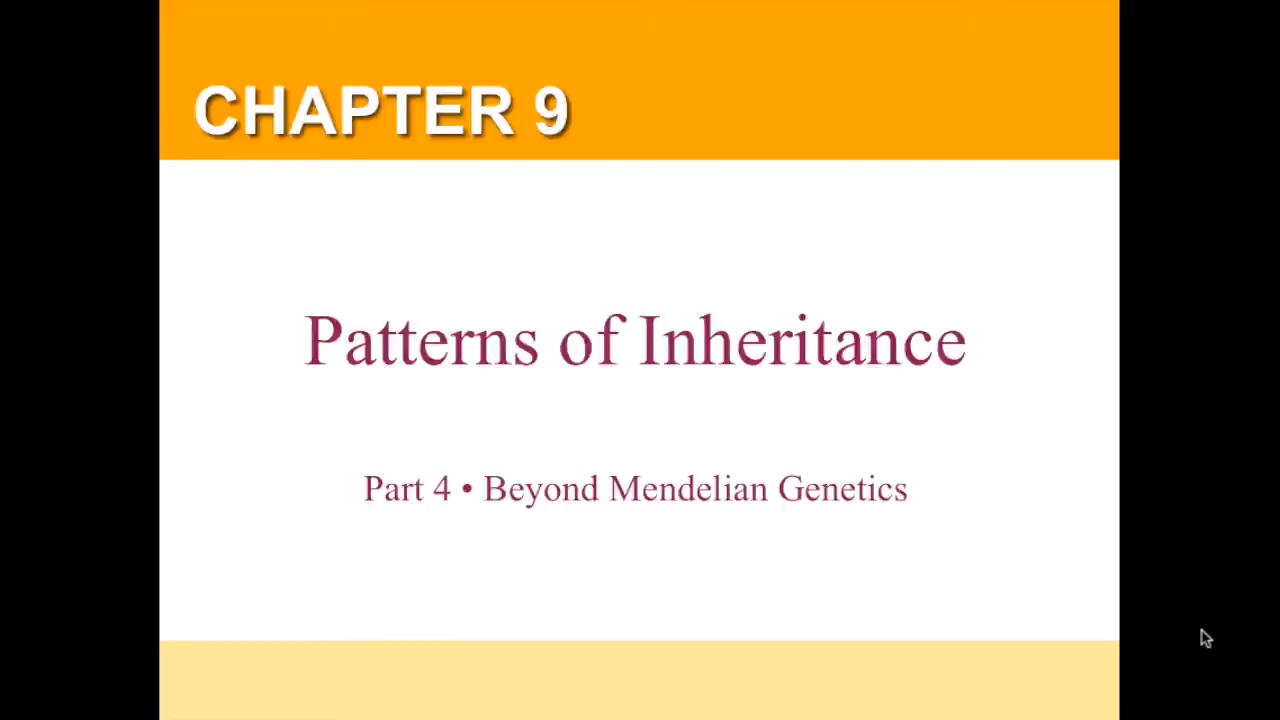 CHAPTER 9
Patterns of Inheritance
Part 4 • Beyond Mendelian Genetics